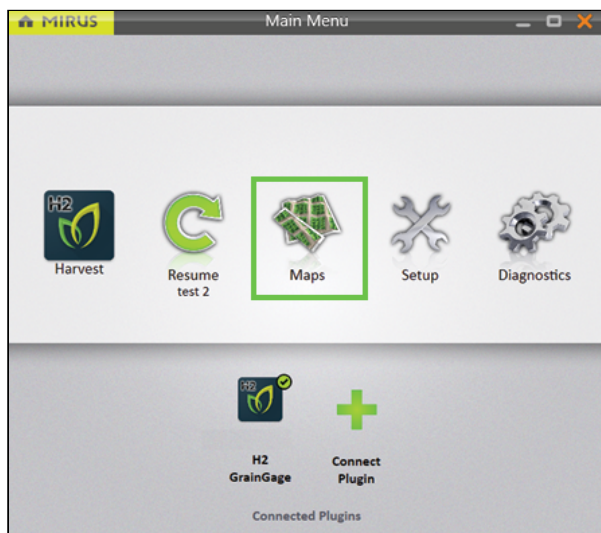 MIRUS
Main Menu
H2
Harvest
Resume
test 2
Maps
Setup
Diagnostics
H2
H2
GrainGage
Connect
Plugin
Connected Plugins